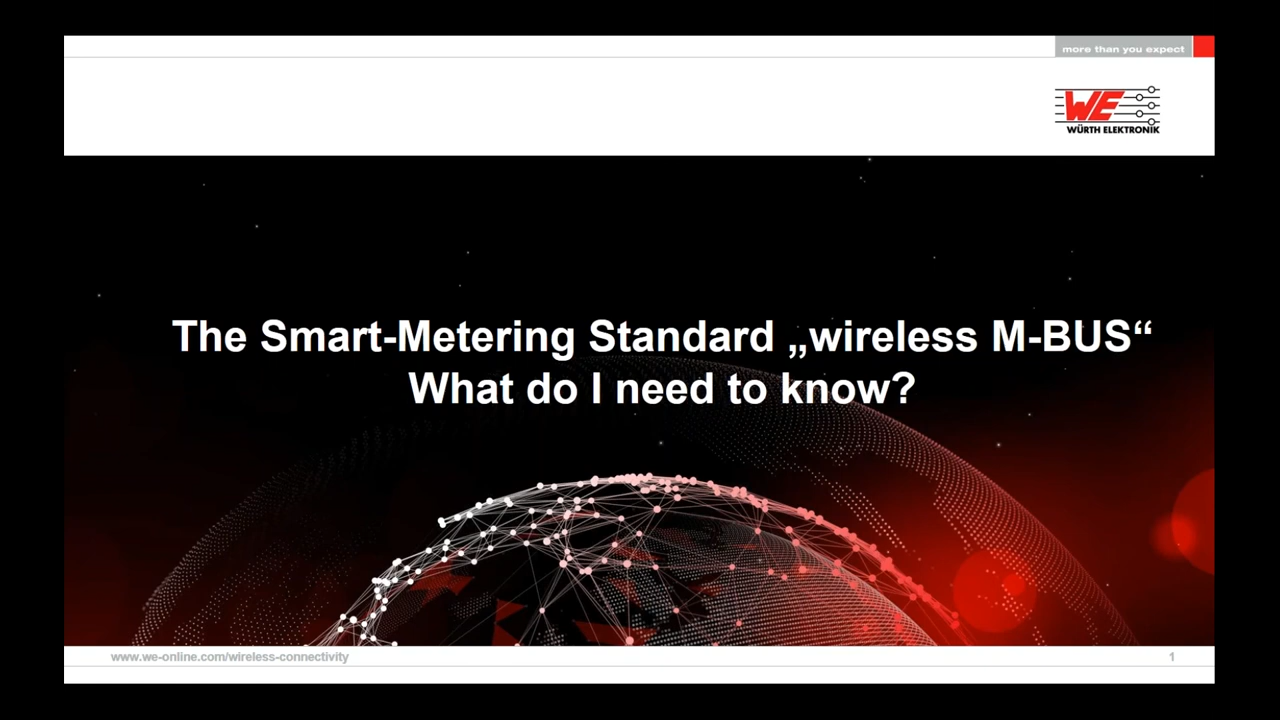 more than you expect
WE
WÜRTH ELEKTRONIK
The Smart-Metering Standard „wireless M-BUS“
What do I need to know?
www.we-online.com/wireless-connectivity
1